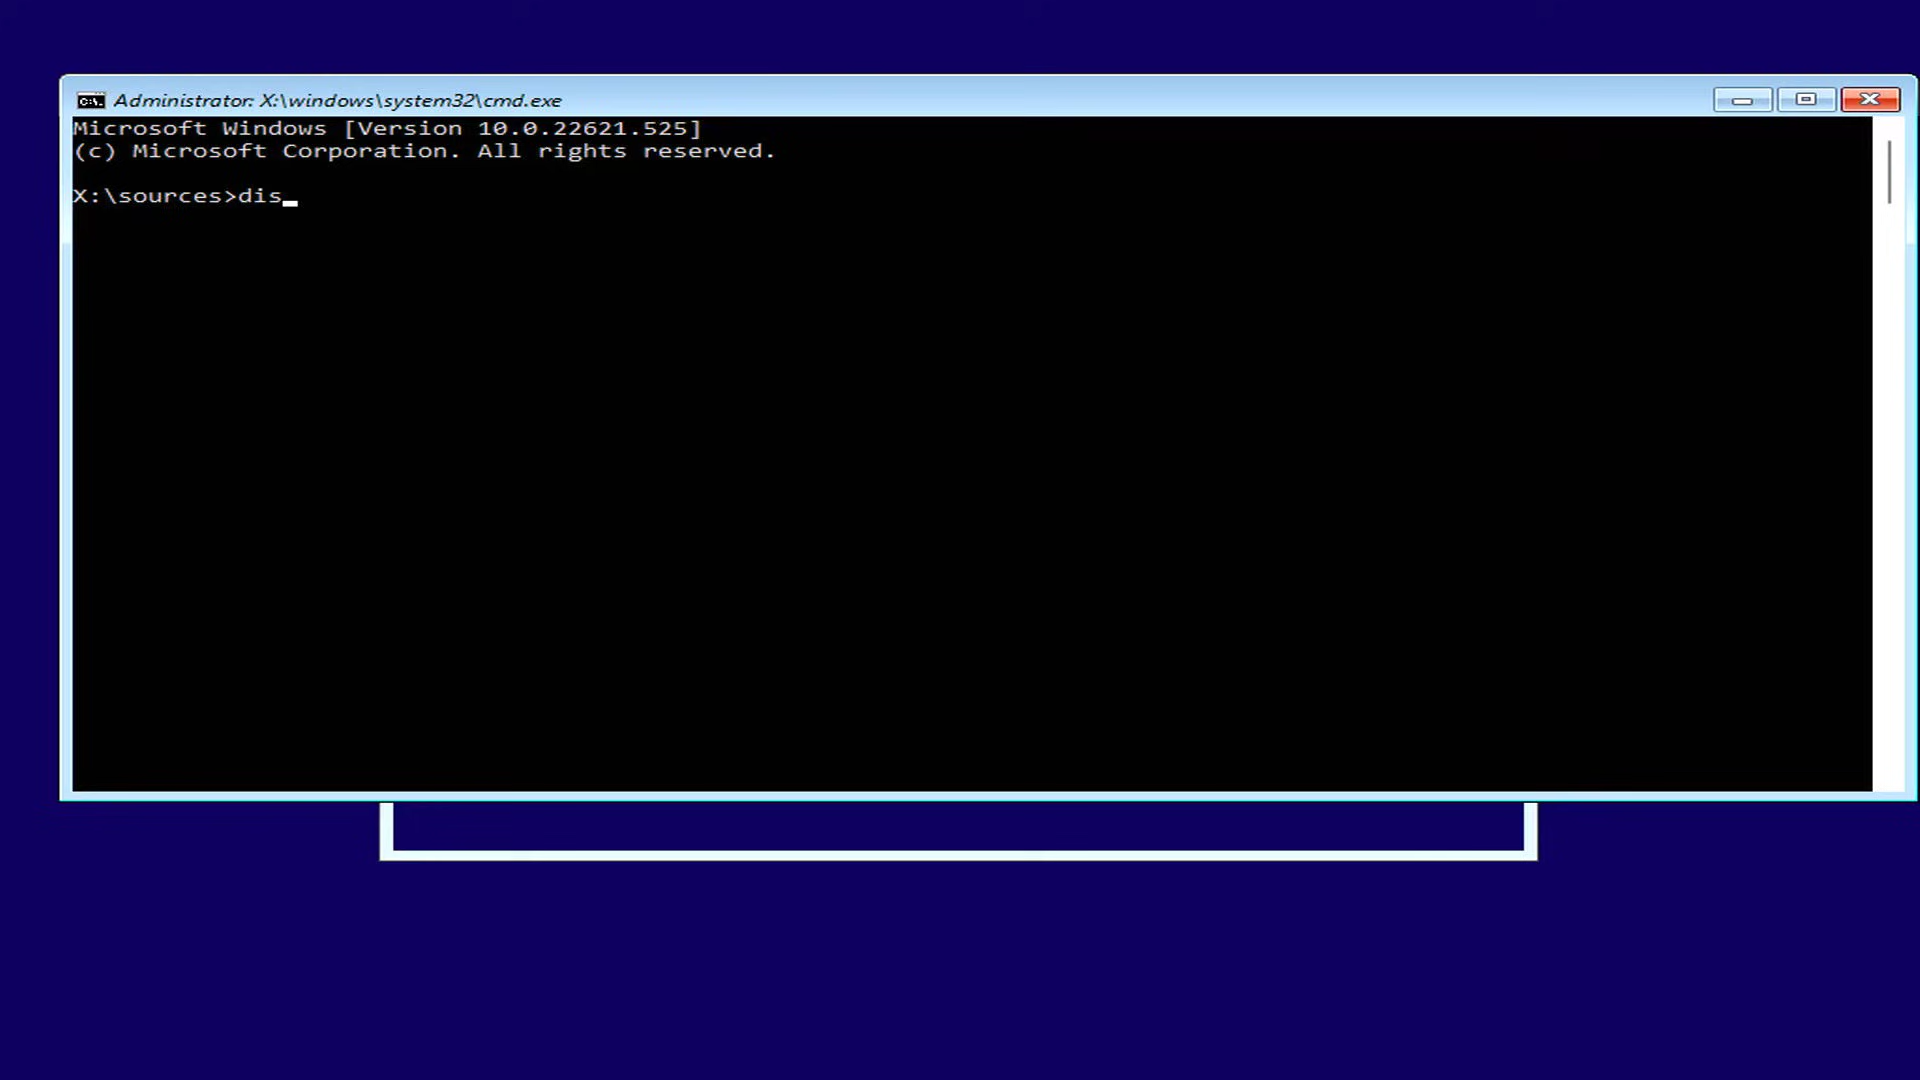 Administrator: X:\windows\system32\cmd.exe
Microsoft Windows [Version 10.0.22621.525]
(c) Microsoft Corporation. All rights reserved.
X:\sources>dis_